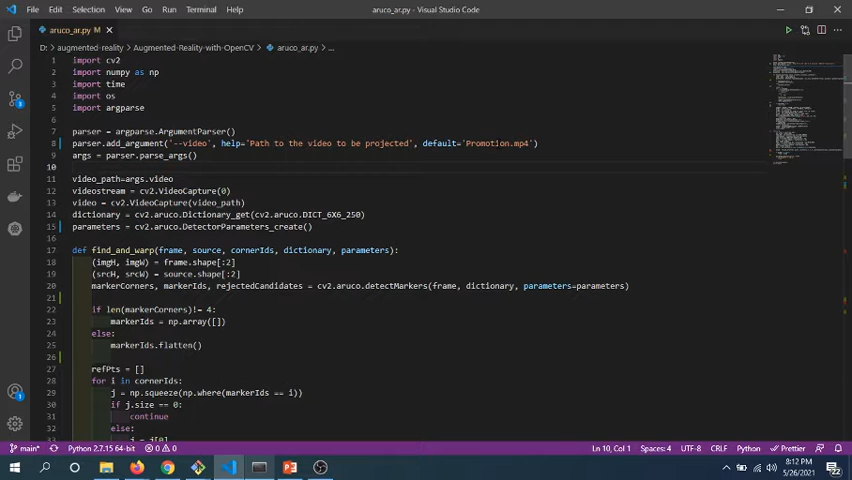 File Edit Selection View Go Run Terminal Help aruco_ar.py - Visual Studio Code
aruco_ar.py M
D: > augmented-reality > Augmented-Reality-with-OpenCV > aruco_ar.py > ...
1 import cv2
2 import numpy as np
3 import time
4 import os
5 import argparse
6
7 parser = argparse.ArgumentParser()
8 parser.add_argument('--video', help="Path to the video to be projected", default='Promotion.mp4')
9 args = parser.parse_args()
10
11 video_path=args.video
12 videostream = cv2.VideoCapture(0)
13 video = cv2.VideoCapture(video_path)
14 dictionary = cv2.aruco.Dictionary_get(cv2.aruco.DICT_6X6_250)
15 parameters = cv2.aruco.DetectorParameters_create()
16
17 def find_and_warp(frame, source, cornerIds, dictionary, parameters):
18 (imgH, imgW) = frame.shape[:2]
19 (srcH, srcW) = source.shape[:2]
20 markerCorners, markerIds, rejectedCandidates = cv2.aruco.detectMarkers(frame, dictionary, parameters=parameters)
21
22 if len(markerCorners)!= 4:
23 markerIds = np.array([])
24 else:
25 markerIds.flatten()
26
27 refPts = []
28 for i in cornerIds:
29 j = np.squeeze(np.where(markerIds == i))
30 if j.size == 0:
31 continue
32 else:
33 j = j[0]
main* Python 2.7.15 64-bit 0 0 Ln 10, Col 1 Spaces: 4 UTF-8 CRLF Python Prettier
8:12 PM
5/26/2021
22